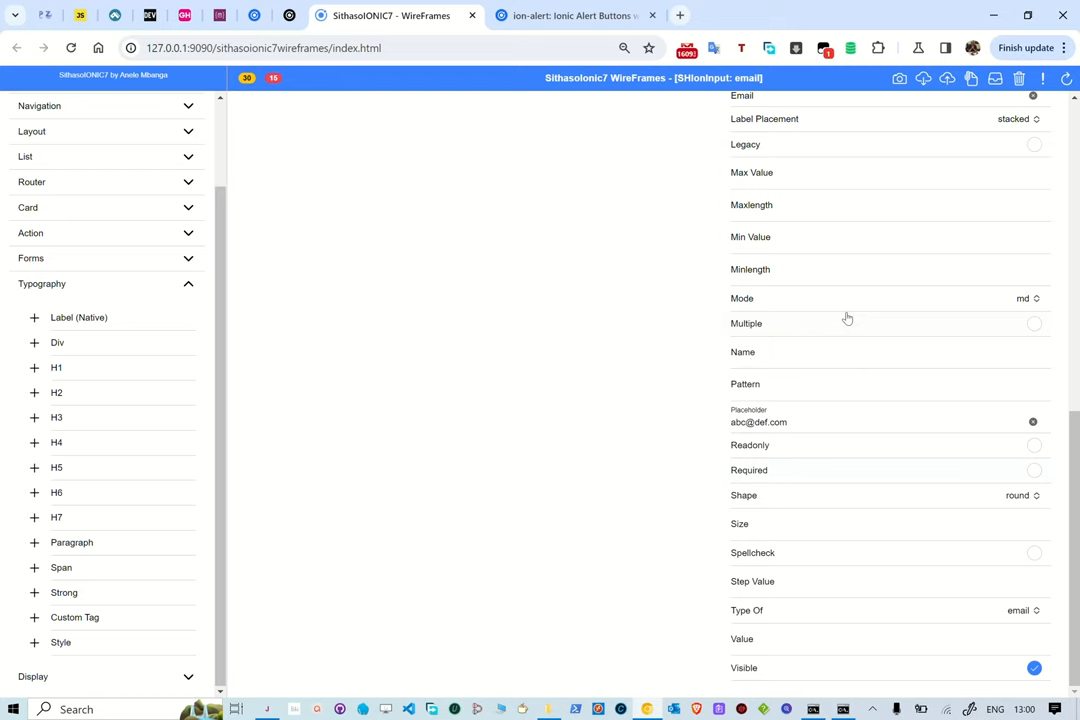 SithasoIONIC7 - WireFrames
ion-alert: Ionic Alert Buttons w
127.0.0.1:9090/sithasoionic7wireframes/index.html
16093
1
Finish update
SithasoIONIC7 by Anele Mbanga
30
15
SithasoIonic7 WireFrames - [SHIonInput: email]
Navigation
Layout
List
Router
Card
Action
Forms
Typography
Label (Native)
Div
H1
H2
H3
H4
H5
H6
H7
Paragraph
Span
Strong
Custom Tag
Style
Display
Email
Label Placement stacked
Legacy
Max Value
Maxlength
Min Value
Minlength
Mode md
Multiple
Name
Pattern
Placeholder
abc@def.com
Readonly
Required
Shape round
Size
Spellcheck
Step Value
Type Of email
Value
Visible
Search
ENG 13:00